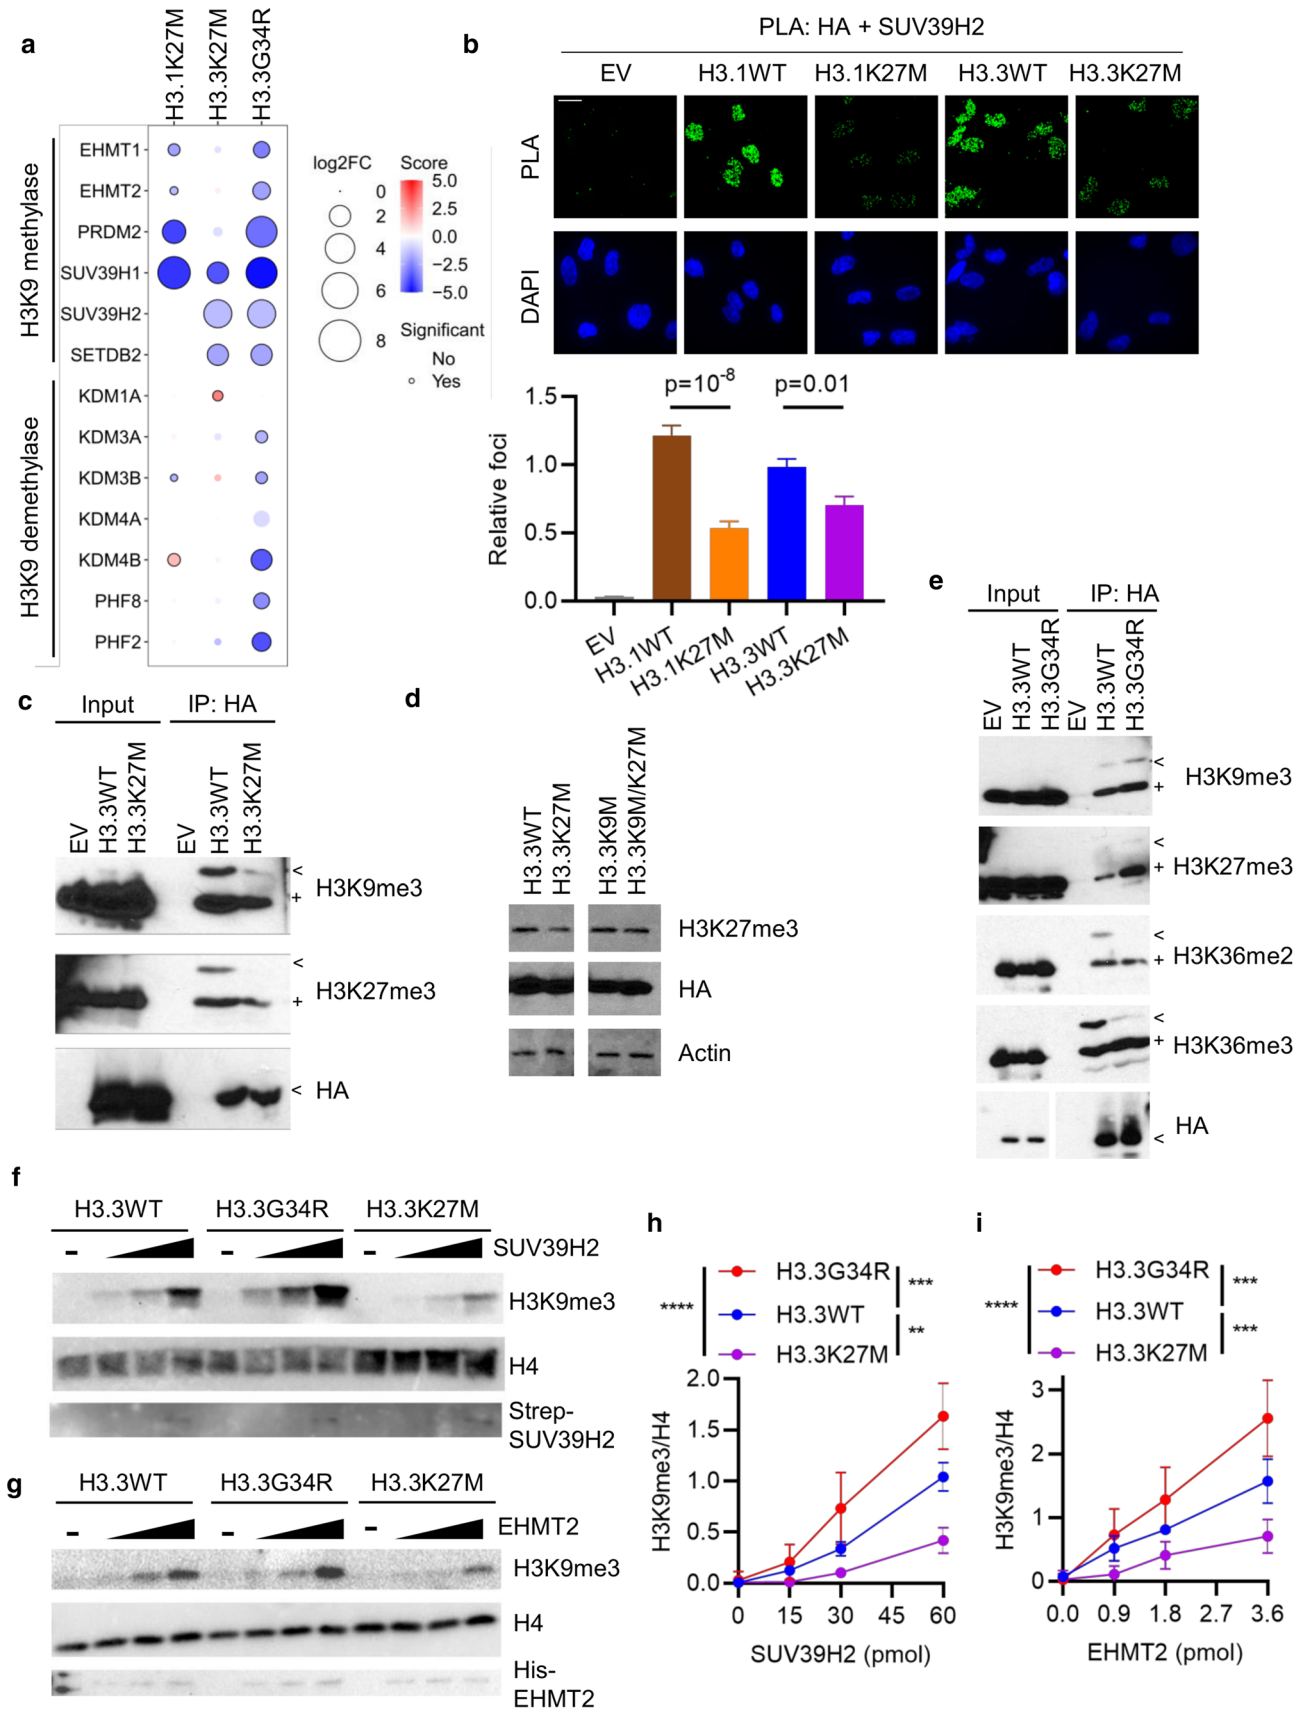 a
H3.1K27M
H3.3K27M
H3.3G34R
H3K9 methylase
EHMT1
EHMT2
PRDM2
SUV39H1
SUV39H2
SETDB2
H3K9 demethylase
KDM1A
KDM3A
KDM3B
KDM4A
KDM4B
PHF8
PHF2
log2FC
0
2
4
6
8
Score
5.0
2.5
0.0
−2.5
−5.0
Significant
No
Yes
b
PLA: HA + SUV39H2
EV H3.1WT H3.1K27M H3.3WT H3.3K27M
PLA
DAPI
p=10-8 p=0.01
Relative foci
1.5
1.0
0.5
0.0
EV
H3.1WT
H3.1K27M
H3.3WT
H3.3K27M
c
Input IP: HA
EV
H3.3WT
H3.3K27M
EV
H3.3WT
H3.3K27M
<
+
H3K9me3
<
+
H3K27me3
< HA
d
H3.3WT
H3.3K27M
H3.3K9M
H3.3K9M/K27M
H3K27me3
HA
Actin
e
Input IP: HA
EV
H3.3WT
H3.3G34R
EV
H3.3WT
H3.3G34R
<
+
H3K9me3
<
+
H3K27me3
<
+
H3K36me2
<
+
H3K36me3
<
HA
f
H3.3WT H3.3G34R H3.3K27M
– – – SUV39H2
H3K9me3
H4
Strep-
SUV39H2
g
H3.3WT H3.3G34R H3.3K27M
– – – EHMT2
H3K9me3
H4
His-
EHMT2
h
H3.3G34R
H3.3WT
H3.3K27M
****
***
**
H3K9me3/H4
2.0
1.5
1.0
0.5
0.0
0 15 30 45 60
SUV39H2 (pmol)
i
H3.3G34R
H3.3WT
H3.3K27M
****
***
***
H3K9me3/H4
3
2
1
0
0.0 0.9 1.8 2.7 3.6
EHMT2 (pmol)